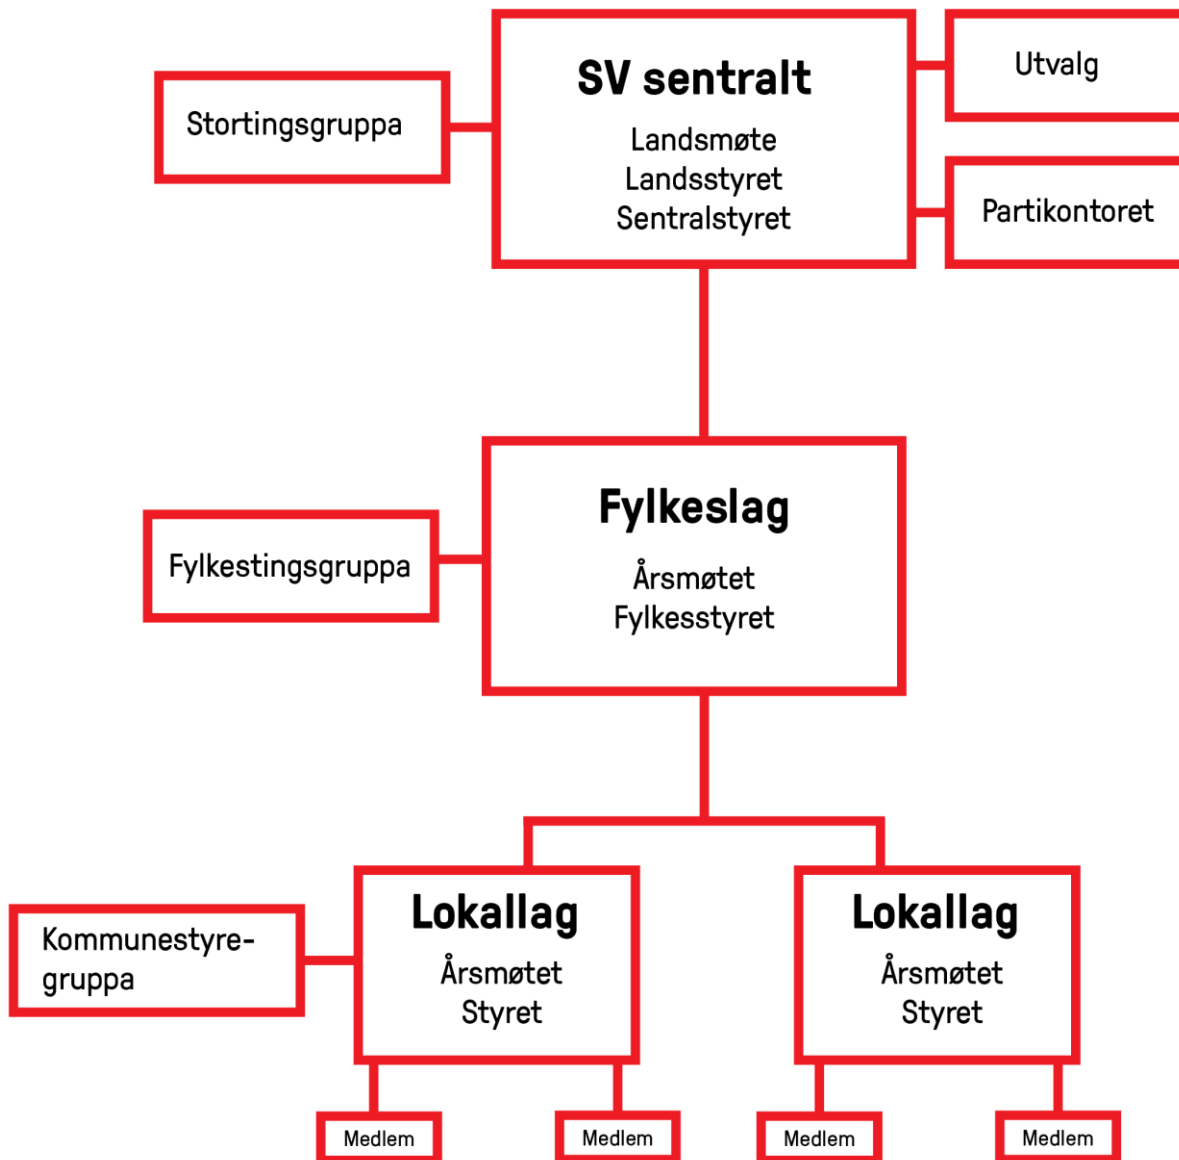 SV sentralt
Landsmøte
Landsstyret
Sentralstyret
Stortingsgruppa
Utvalg
Partikontoret
Fylkeslag
Årsmøtet
Fylkesstyret
Fylkestingsgruppa
Lokallag
Årsmøtet
Styret
Kommunestyre-
gruppa
Lokallag
Årsmøtet
Styret
Medlem
Medlem
Medlem
Medlem